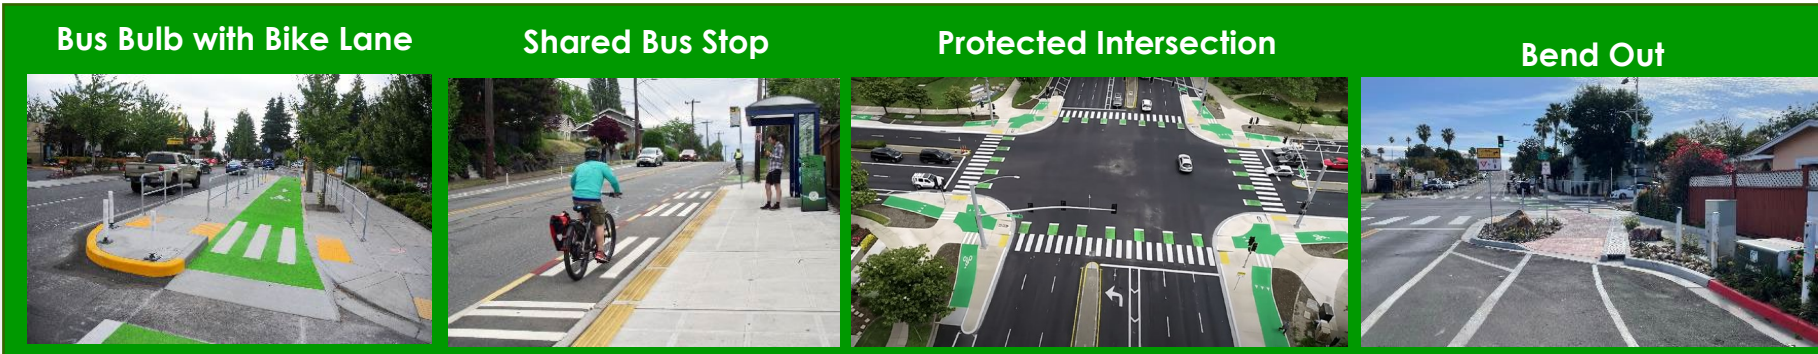 Bus Bulb with Bike Lane
Shared Bus Stop
Protected Intersection
Bend Out